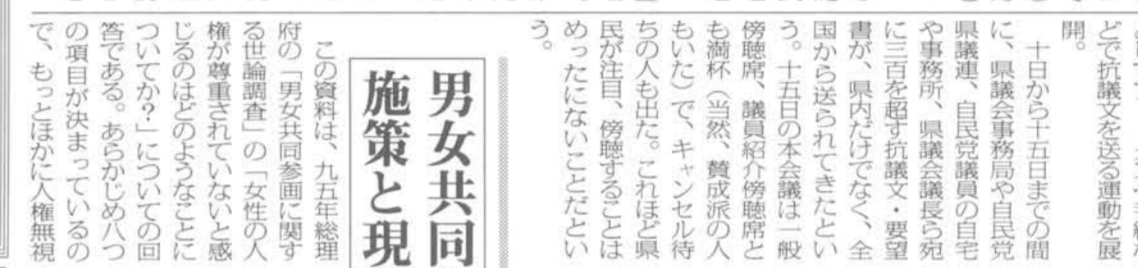 どで抗議文を送る運動を展
開。
十日から十五日までの間
に、県議会事務局や自民党
県議連、自民党議員の自宅
や事務所、県議会議長ら宛
に三百を超す抗議文・要望
書が、県内だけでなく、全
国から送られてきたとい
う。十五日の本会議は一般
傍聴席、議員紹介傍聴席と
も満杯（当然、賛成派の人
もいた）で、キャンセル待
ちの人も出た。これほど県
民が注目、傍聴することは
めったにないことだとい
う。
男女共同
施策と現
この資料は、九五年総理
府の「男女共同参画に関す
る世論調査」の「女性の人
権が尊重されていないと感
じるのはどのようなことに
ついてか？」についての回
答である。あらかじめ八つ
の項目が決まっているの
で、もっとほかに人権無視